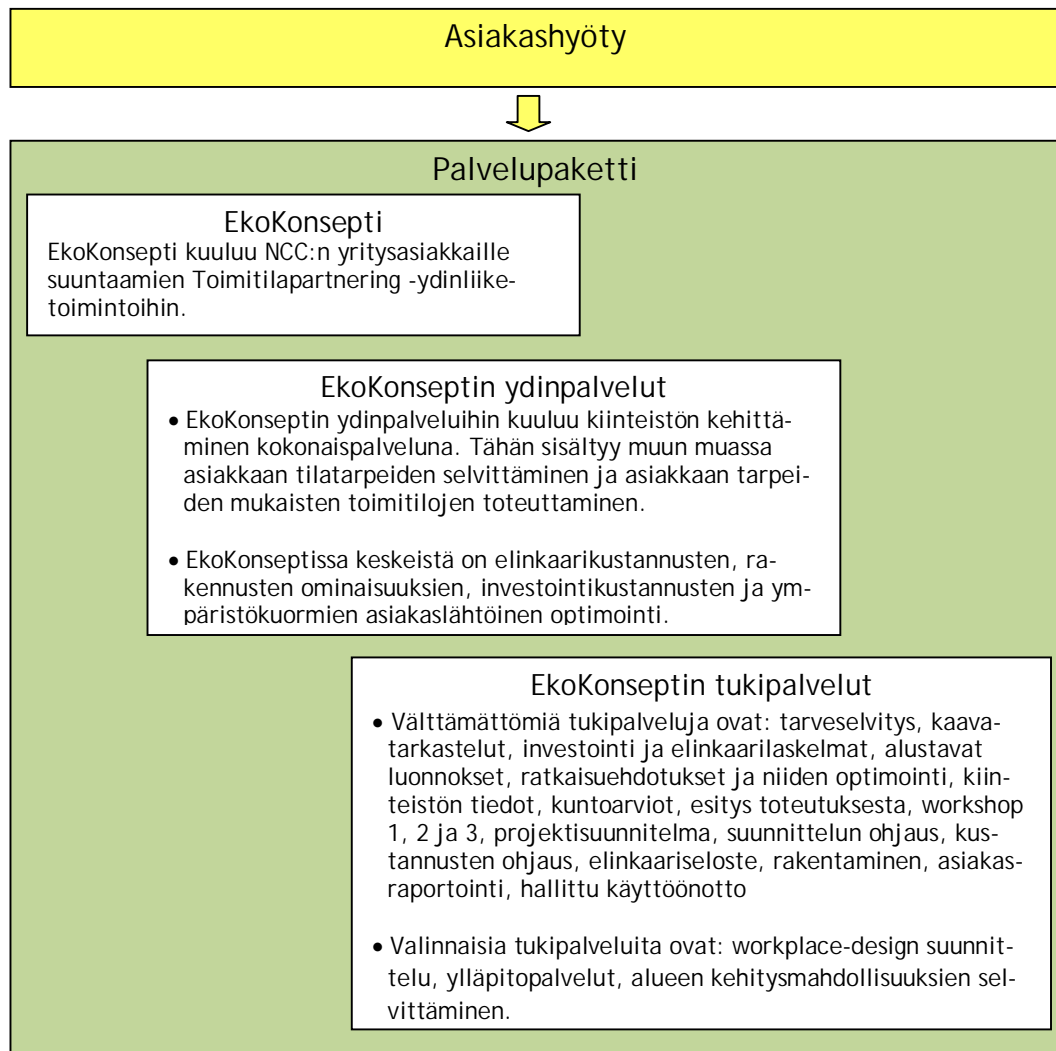 Asiakashyöty
Palvelupaketti
EkoKonsepti
EkoKonsepti kuuluu NCC:n yritysasiakkaille
suuntaamien Toimitilapartnering -ydinliike-
toimintoihin.
EkoKonseptin ydinpalvelut
• EkoKonseptin ydinpalveluihin kuuluu kiinteistön kehittä-
minen kokonaispalveluna. Tähän sisältyy muun muassa
asiakkaan tilatarpeiden selvittäminen ja asiakkaan tarpei-
den mukaisten toimitilojen toteuttaminen.
• EkoKonseptissa keskeistä on elinkaarikustannusten, ra-
kennusten ominaisuuksien, investointikustannusten ja ym-
päristökuormien asiakaslähtöinen optimointi.
EkoKonseptin tukipalvelut
• Välttämättömiä tukipalveluja ovat: tarveselvitys, kaava-
tarkastelut, investointi ja elinkaarilaskelmat, alustavat
luonnokset, ratkaisuehdotukset ja niiden optimointi, kiin-
teistön tiedot, kuntoarviot, esitys toteutuksesta, workshop
1, 2 ja 3, projektisuunnitelma, suunnittelun ohjaus, kus-
tannusten ohjaus, elinkaariseloste, rakentaminen, asiakas-
raportointi, hallittu käyttöönotto
• Valinnaisia tukipalveluita ovat: workplace-design suunnit-
telu, ylläpitopalvelut, alueen kehitysmahdollisuuksien sel-
vittäminen.